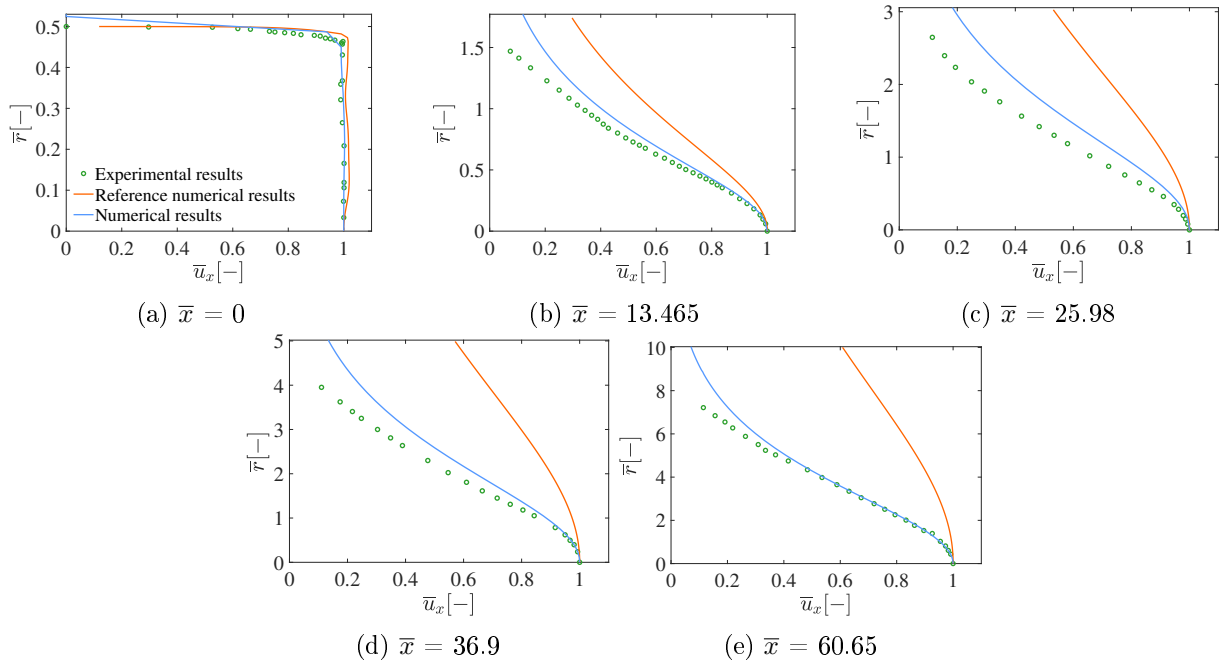 0.5
0.4
0.3
0.2
0.1
0
r̅[−]
Experimental results
Reference numerical results
Numerical results
0 0.2 0.4 0.6 0.8 1
u̅ₓ[−]
(a) x̅ = 0
1.5
1
0.5
0
r̅[−]
0 0.2 0.4 0.6 0.8 1
u̅ₓ[−]
(b) x̅ = 13.465
3
2
1
0
r̅[−]
0 0.2 0.4 0.6 0.8 1
u̅ₓ[−]
(c) x̅ = 25.98
5
4
3
2
1
0
r̅[−]
0 0.2 0.4 0.6 0.8 1
u̅ₓ[−]
(d) x̅ = 36.9
10
8
6
4
2
0
r̅[−]
0 0.2 0.4 0.6 0.8 1
u̅ₓ[−]
(e) x̅ = 60.65